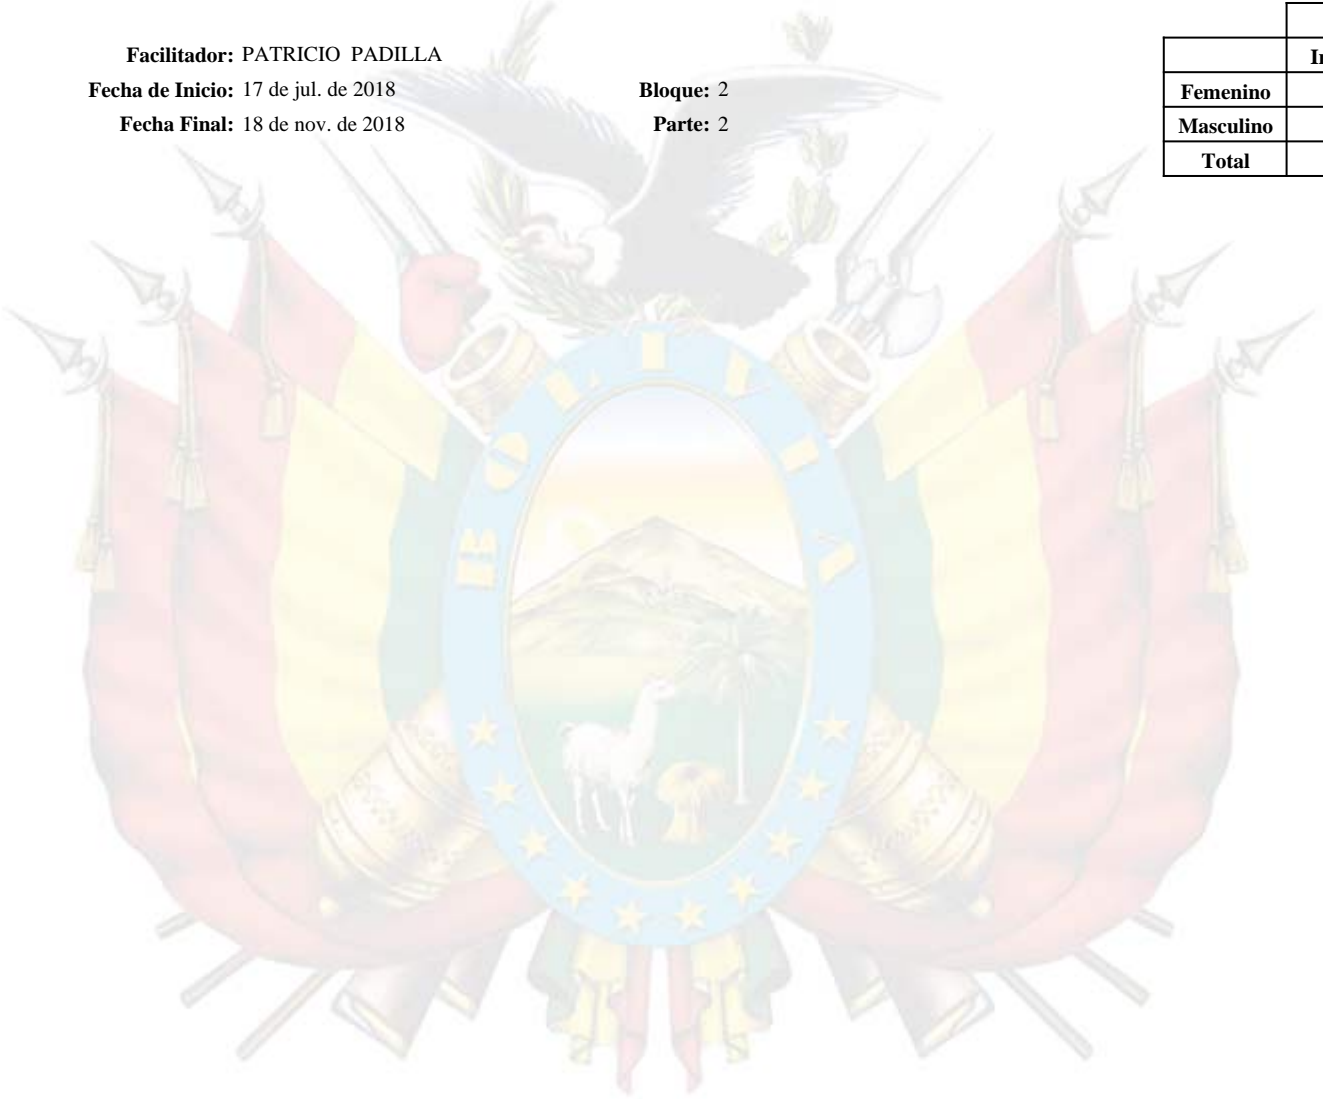 Facilitador: PATRICIO PADILLA
Fecha de Inicio: 17 de jul. de 2018 Bloque: 2
Fecha Final: 18 de nov. de 2018 Parte: 2
Femenino
Masculino
Total
BOLIVIA